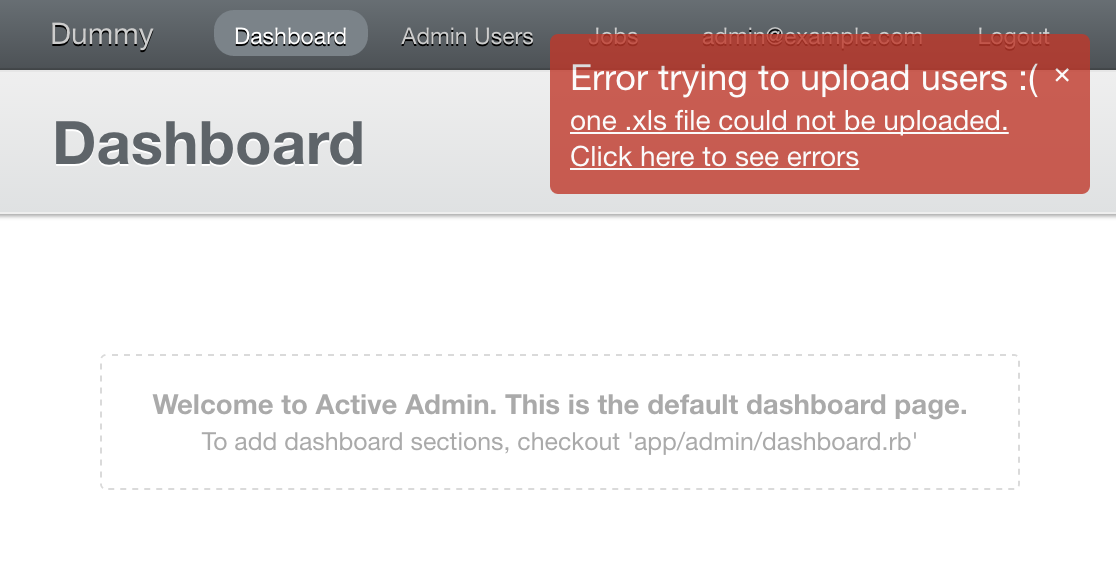 Dummy Dashboard Admin Users Jobs admin@example.com Logout
Error trying to upload users :( ×
one .xls file could not be uploaded.
Click here to see errors
Dashboard
Welcome to Active Admin. This is the default dashboard page.
To add dashboard sections, checkout 'app/admin/dashboard.rb'